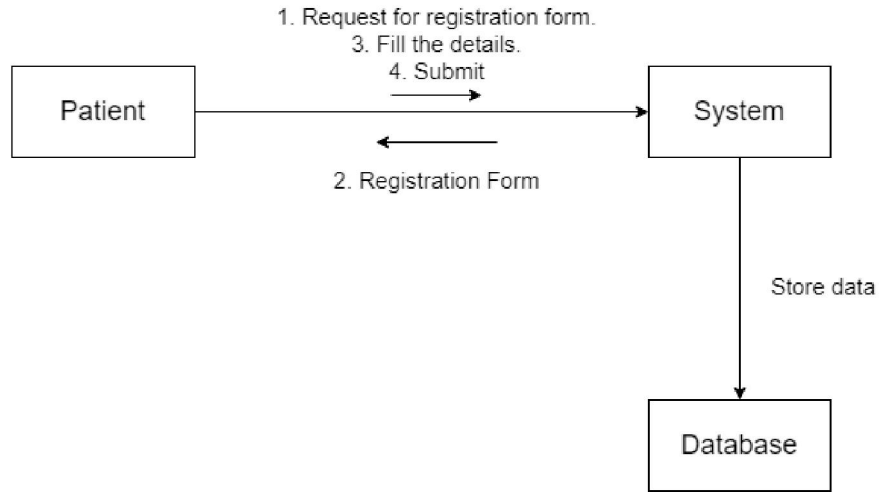 1. Request for registration form.
3. Fill the details.
4. Submit
Patient
System
2. Registration Form
Store data
Database